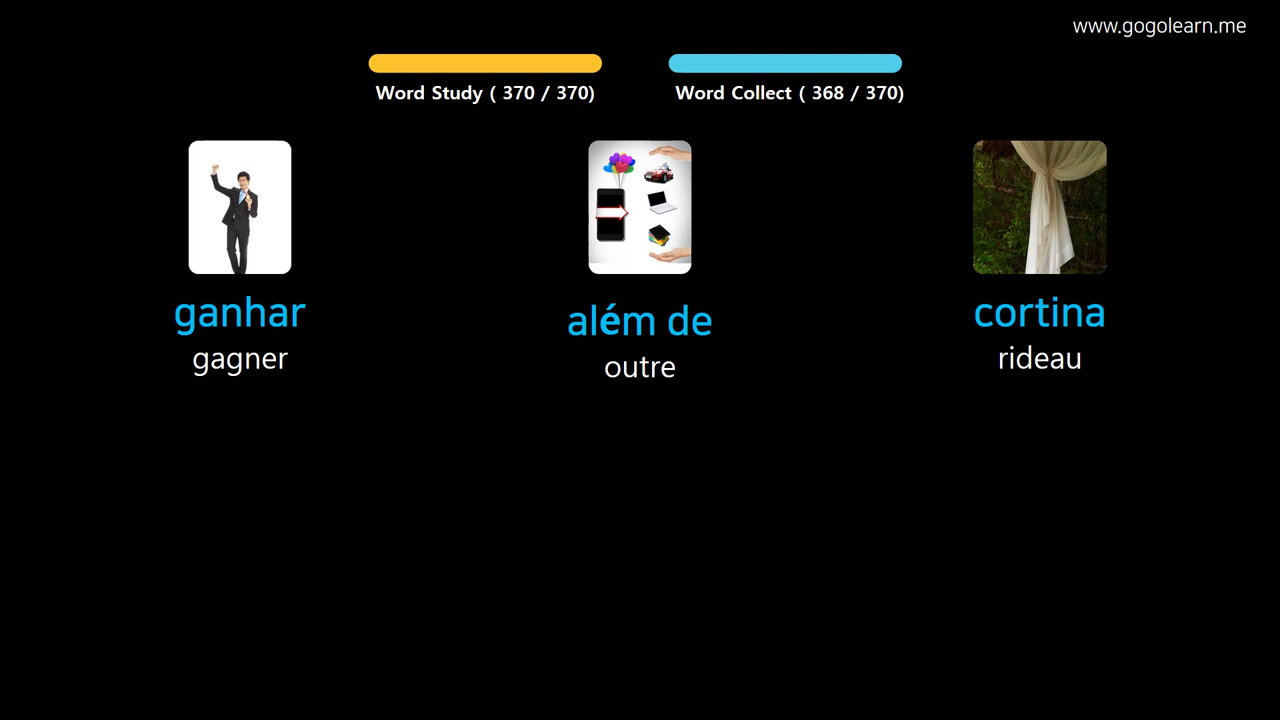 www.gogolearn.me
Word Study ( 370 / 370)
Word Collect ( 368 / 370)
ganhar
gagner
além de
outre
cortina
rideau